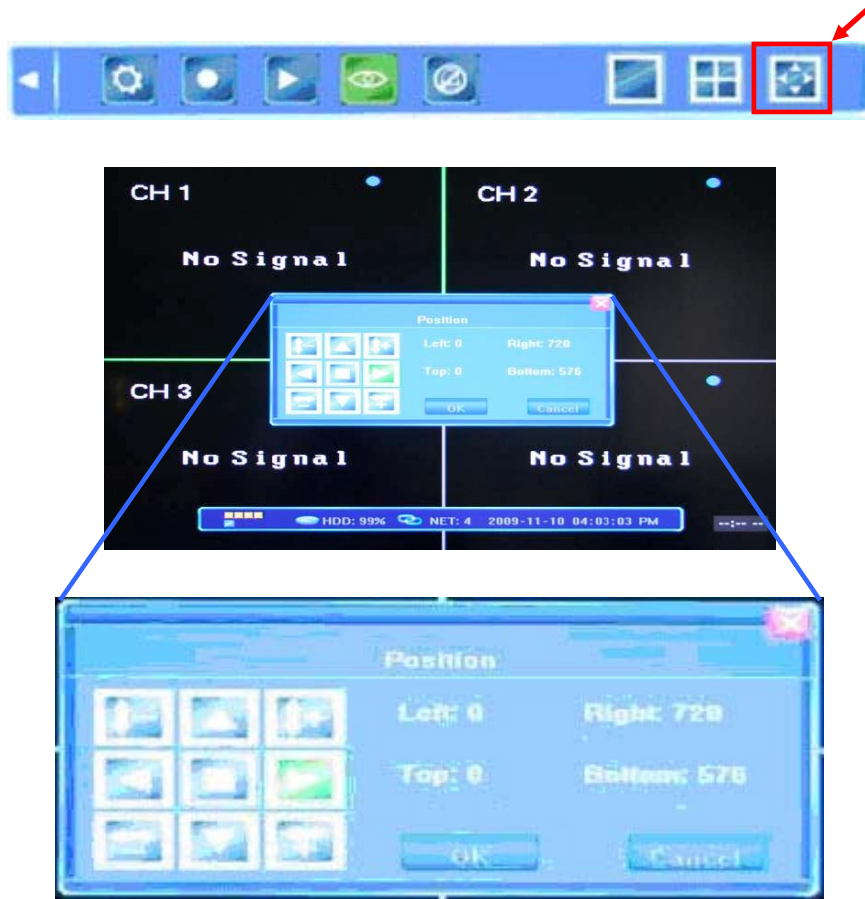 CH 1
CH 2
No Signal
No Signal
Position
Left: 0 Right: 720
Top: 0 Bottom: 576
OK Cancel
CH 3
No Signal
No Signal
HDD: 99% NET: 4 2009-11-10 04:03:03 PM
--:-- --
Position
Left: 0 Right: 720
Top: 0 Bottom: 576
OK Cancel